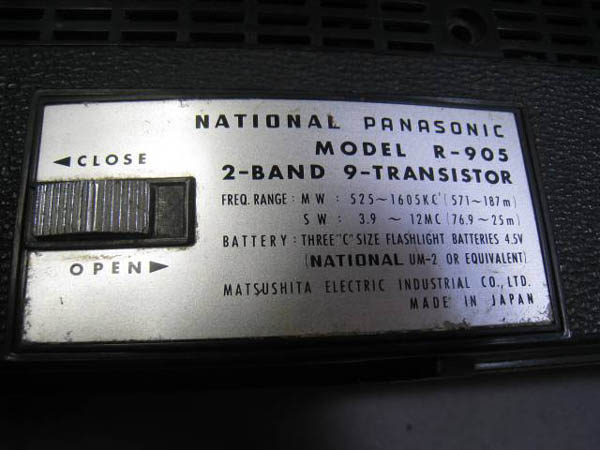 NATIONAL PANASONIC
MODEL R-905
2-BAND 9-TRANSISTOR
◄CLOSE
OPEN►
FREQ. RANGE : MW : 525~1605KC (571~187m)
SW : 3.9 ~ 12MC (76.9~25m)
BATTERY : THREE "C" SIZE FLASHLIGHT BATTERIES 4.5V
(NATIONAL UM-2 OR EQUIVALENT)
MATSUSHITA ELECTRIC INDUSTRIAL CO., LTD.
MADE IN JAPAN